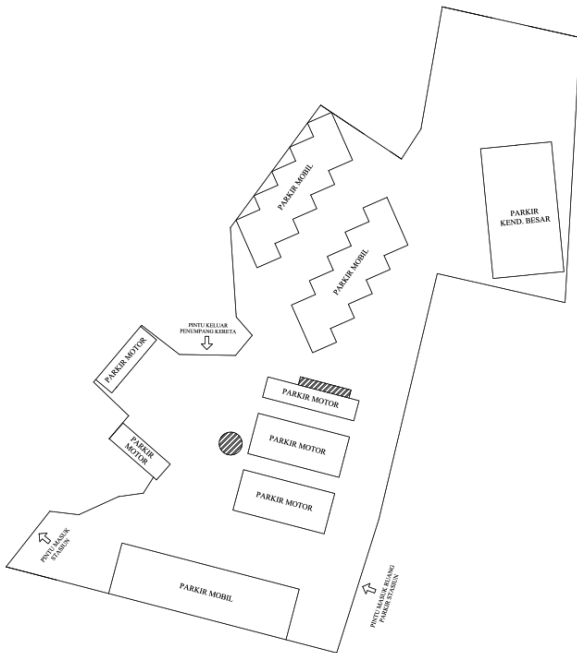 PARKIR MOBIL
PARKIR
KEND. BESAR
PARKIR MOBIL
PINTU KELUAR
PENUMPANG KERETA
PARKIR MOTOR
PARKIR MOTOR
PARKIR
MOTOR
PARKIR MOTOR
PARKIR MOTOR
PINTU MASUK
STASIUN
PARKIR MOBIL
PINTU MASUK RUANG
PARKIR STASIUN